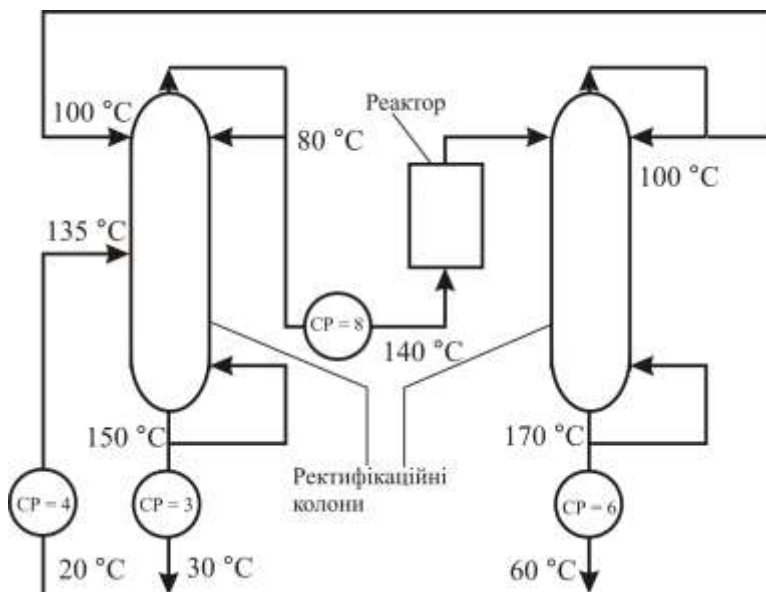 Реактор
100 °C
80 °C
100 °C
135 °C
CP = 8
140 °C
150 °C
170 °C
Ректифікаційні
колони
CP = 4
CP = 3
CP = 6
20 °C
30 °C
60 °C